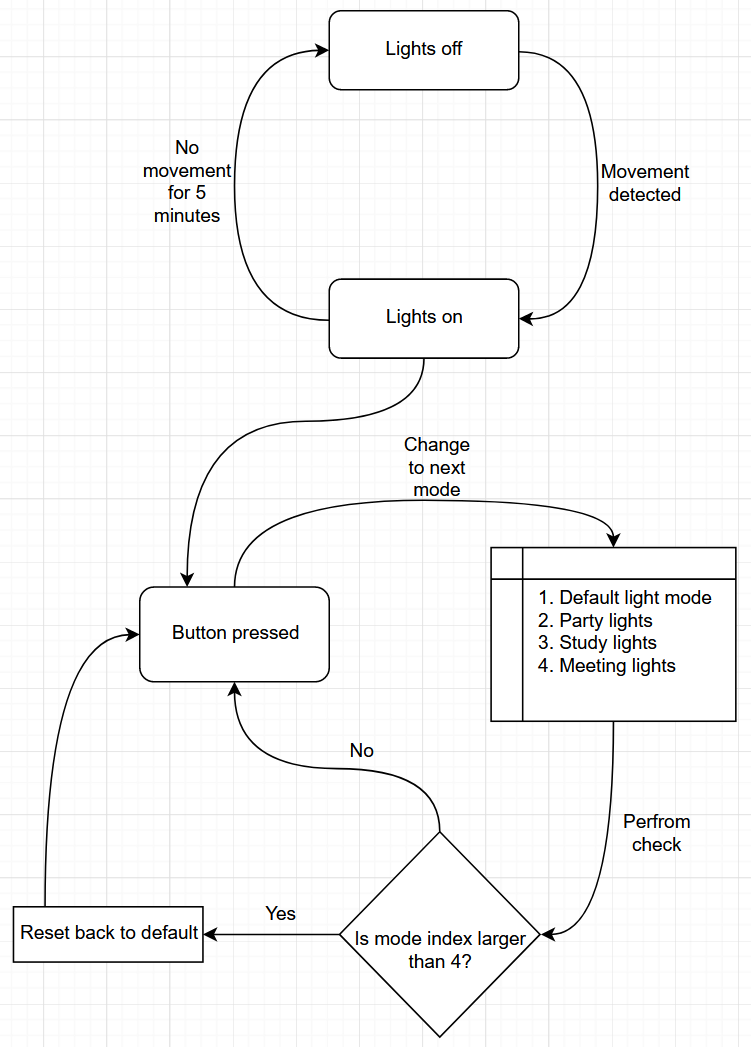 Lights off
No
movement
for 5
minutes
Movement
detected
Lights on
Change
to next
mode
1. Default light mode
2. Party lights
3. Study lights
4. Meeting lights
Button pressed
No
Perfrom
check
Yes
Is mode index larger
than 4?
Reset back to default